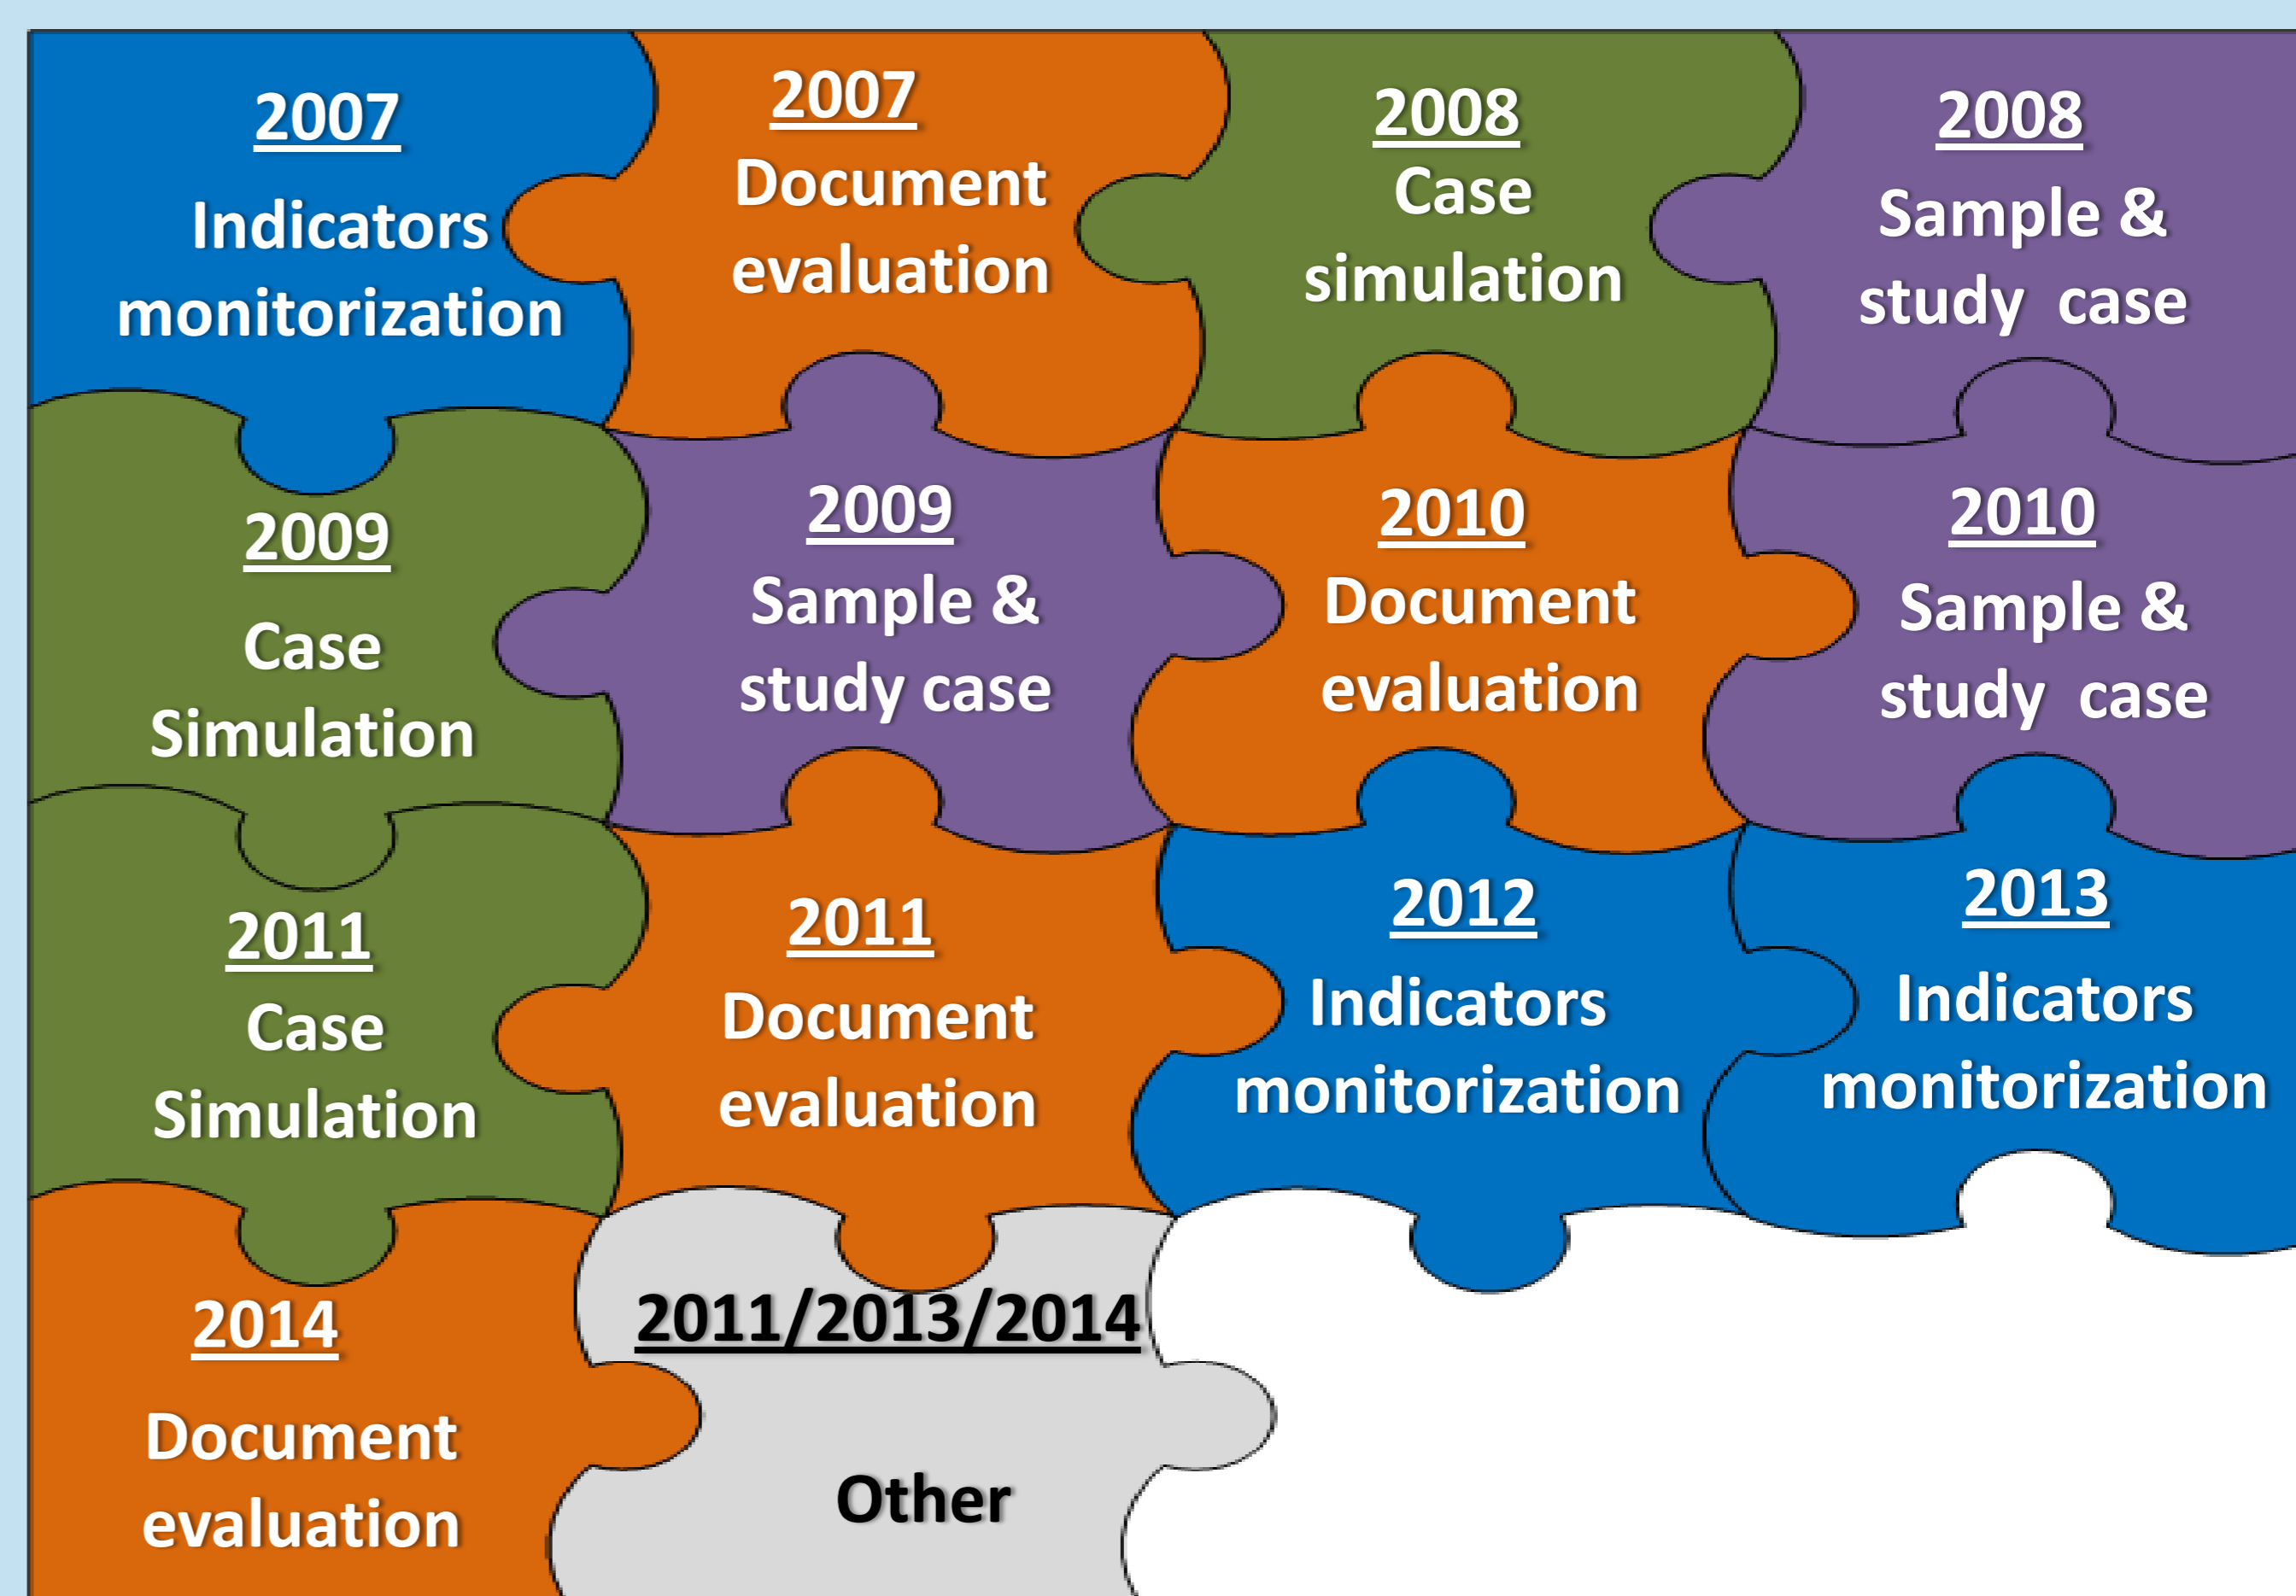 2007
Indicators
monitorization
2007
Document
evaluation
2008
Case
simulation
2008
Sample &
study case
2009
Case
Simulation
2009
Sample &
study case
2010
Document
evaluation
2010
Sample &
study case
2011
Case
Simulation
2011
Document
evaluation
2012
Indicators
monitorization
2013
Indicators
monitorization
2014
Document
evaluation
2011/2013/2014
Other